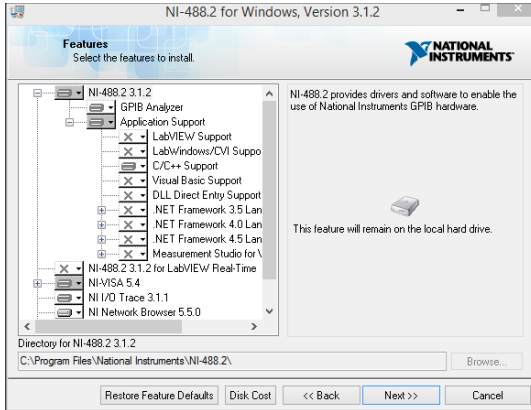 NI-488.2 for Windows, Version 3.1.2
Features
Select the features to install.
NATIONAL
INSTRUMENTS
NI-488.2 3.1.2
GPIB Analyzer
Application Support
LabVIEW Support
LabWindows/CVI Suppo
C/C++ Support
Visual Basic Support
DLL Direct Entry Support
.NET Framework 3.5 Lan
.NET Framework 4.0 Lan
.NET Framework 4.5 Lan
Measurement Studio for V
NI-488.2 3.1.2 for LabVIEW Real-Time
NI-VISA 5.4
NI I/O Trace 3.1.1
NI Network Browser 5.5.0
NI-488.2 provides drivers and software to enable the
use of National Instruments GPIB hardware.
This feature will remain on the local hard drive.
Directory for NI-488.2 3.1.2
C:\Program Files\National Instruments\NI-488.2\
Browse...
Restore Feature Defaults
Disk Cost
<< Back
Next >>
Cancel